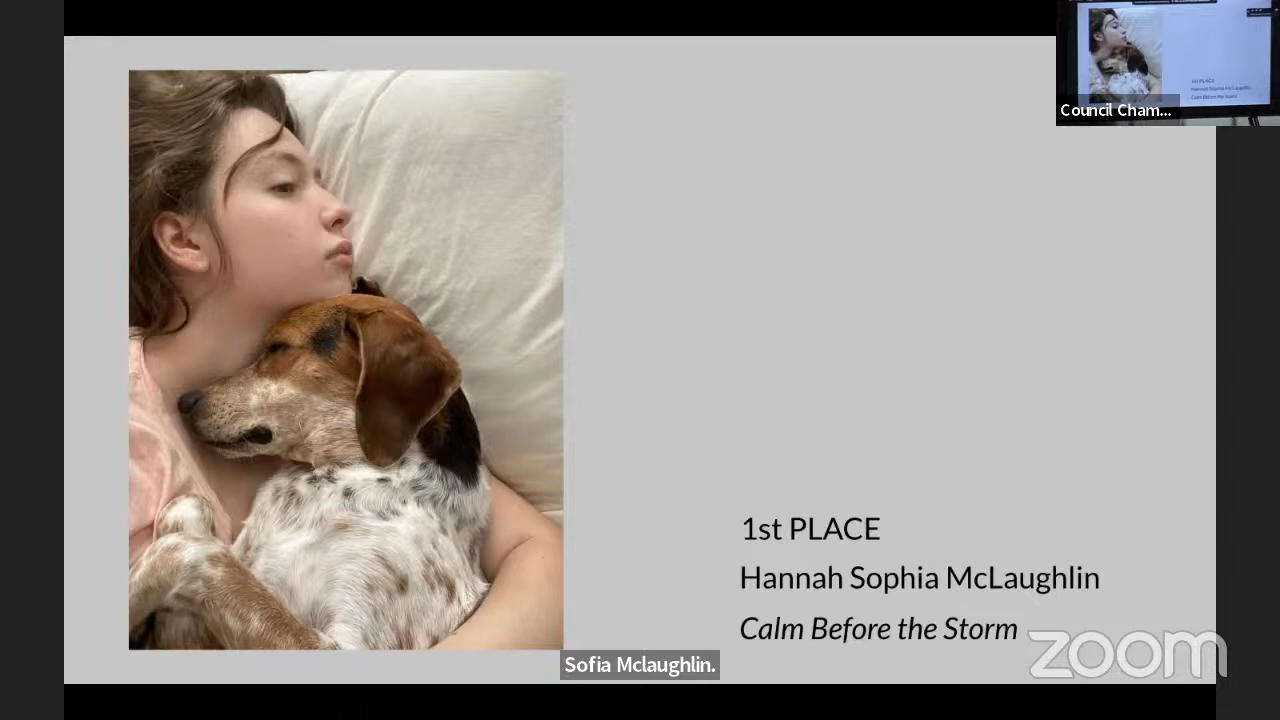 Council Cham...
1st PLACE
Hannah Sophia McLaughlin
Calm Before the Storm
zoom
Sofia Mclaughlin.